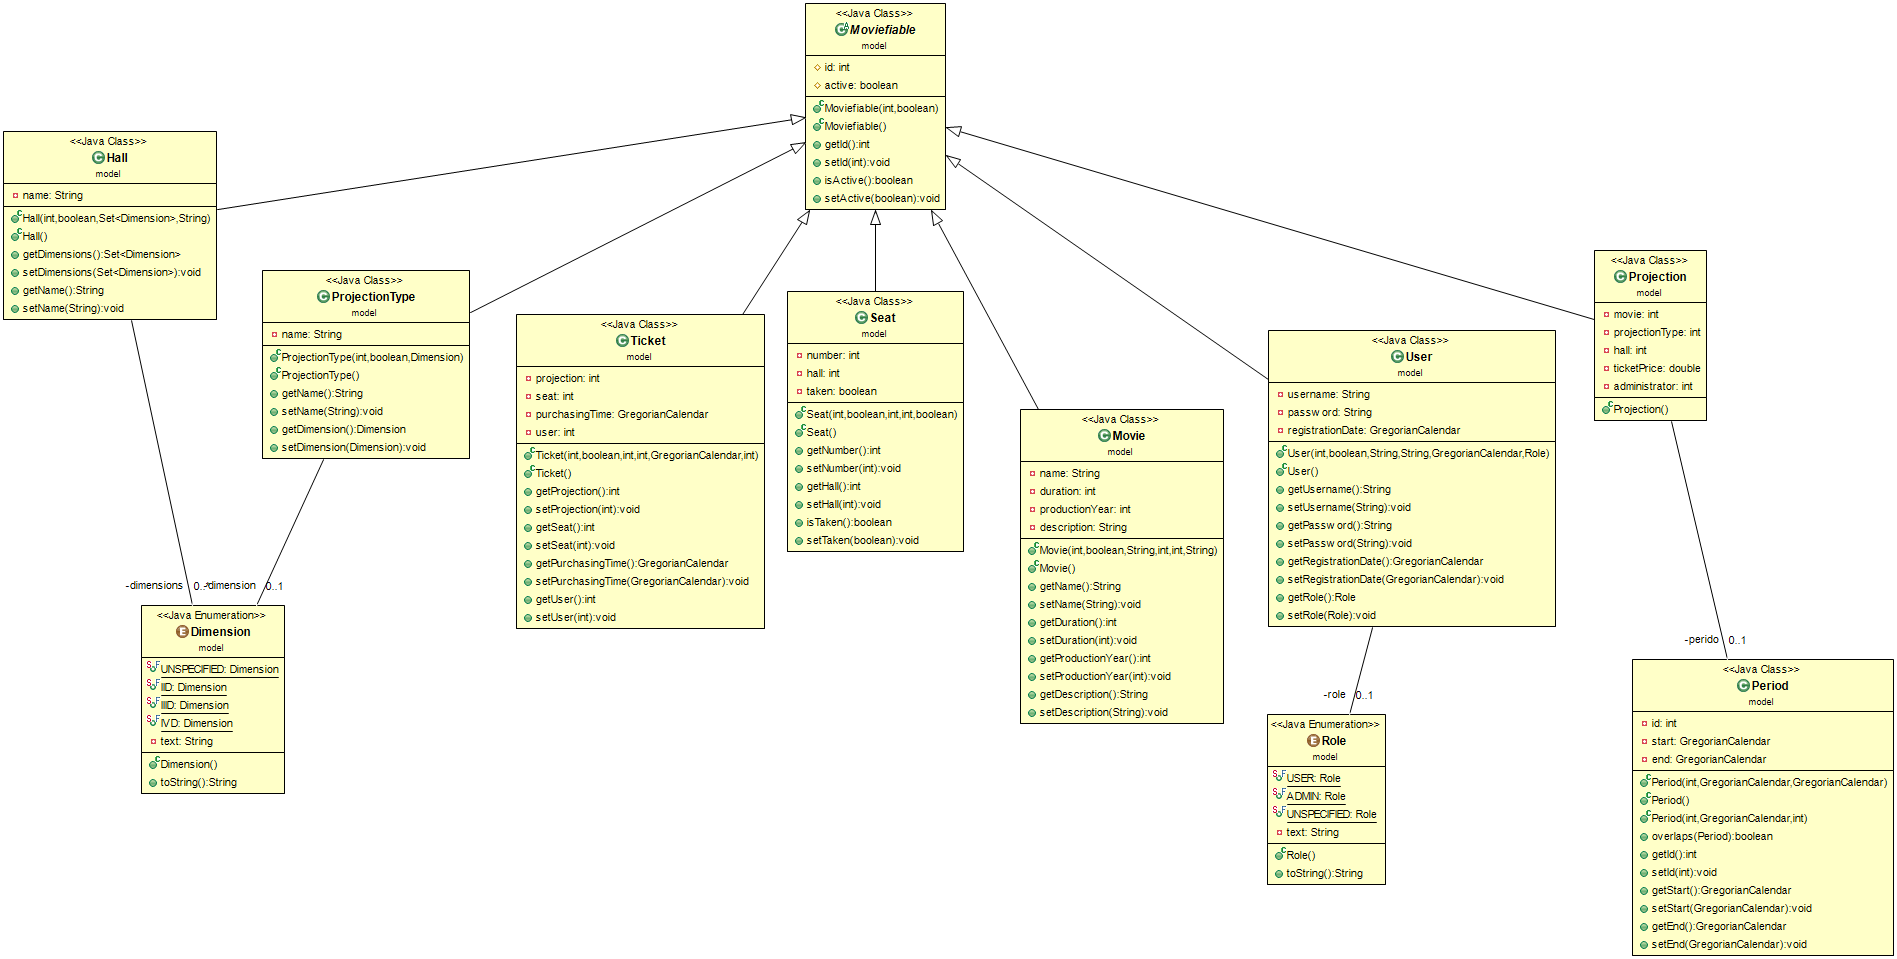 <<Java Class>>
Moviefiable
model
id: int
active: boolean
Moviefiable(int,boolean)
Moviefiable()
getId():int
setId(int):void
isActive():boolean
setActive(boolean):void
<<Java Class>>
Hall
model
name: String
Hall(int,boolean,Set<Dimension>,String)
Hall()
getDimensions():Set<Dimension>
setDimensions(Set<Dimension>):void
getName():String
setName(String):void
<<Java Class>>
ProjectionType
model
name: String
ProjectionType(int,boolean,Dimension)
ProjectionType()
getName():String
setName(String):void
getDimension():Dimension
setDimension(Dimension):void
<<Java Class>>
Ticket
model
projection: int
seat: int
purchasingTime: GregorianCalendar
user: int
Ticket(int,boolean,int,int,GregorianCalendar,int)
Ticket()
getProjection():int
setProjection(int):void
getSeat():int
setSeat(int):void
getPurchasingTime():GregorianCalendar
setPurchasingTime(GregorianCalendar):void
getUser():int
setUser(int):void
<<Java Class>>
Seat
model
number: int
hall: int
taken: boolean
Seat(int,boolean,int,int,boolean)
Seat()
getNumber():int
setNumber(int):void
getHall():int
setHall(int):void
isTaken():boolean
setTaken(boolean):void
<<Java Class>>
Movie
model
name: String
duration: int
productionYear: int
description: String
Movie(int,boolean,String,int,int,String)
Movie()
getName():String
setName(String):void
getDuration():int
setDuration(int):void
getProductionYear():int
setProductionYear(int):void
getDescription():String
setDescription(String):void
<<Java Class>>
User
model
username: String
password: String
registrationDate: GregorianCalendar
User(int,boolean,String,String,GregorianCalendar,Role)
User()
getUsername():String
setUsername(String):void
getPassword():String
setPassword(String):void
getRegistrationDate():GregorianCalendar
setRegistrationDate(GregorianCalendar):void
getRole():Role
setRole(Role):void
<<Java Class>>
Projection
model
movie: int
projectionType: int
hall: int
ticketPrice: double
administrator: int
Projection()
-dimensions 0..*
-dimension 0..1
<<Java Enumeration>>
Dimension
model
UNSPECIFIED: Dimension
IID: Dimension
IIID: Dimension
IVD: Dimension
text: String
Dimension()
toString():String
-role 0..1
<<Java Enumeration>>
Role
model
USER: Role
ADMIN: Role
UNSPECIFIED: Role
text: String
Role()
toString():String
-perido 0..1
<<Java Class>>
Period
model
id: int
start: GregorianCalendar
end: GregorianCalendar
Period(int,GregorianCalendar,GregorianCalendar)
Period()
Period(int,GregorianCalendar,int)
overlaps(Period):boolean
getId():int
setId(int):void
getStart():GregorianCalendar
setStart(GregorianCalendar):void
getEnd():GregorianCalendar
setEnd(GregorianCalendar):void